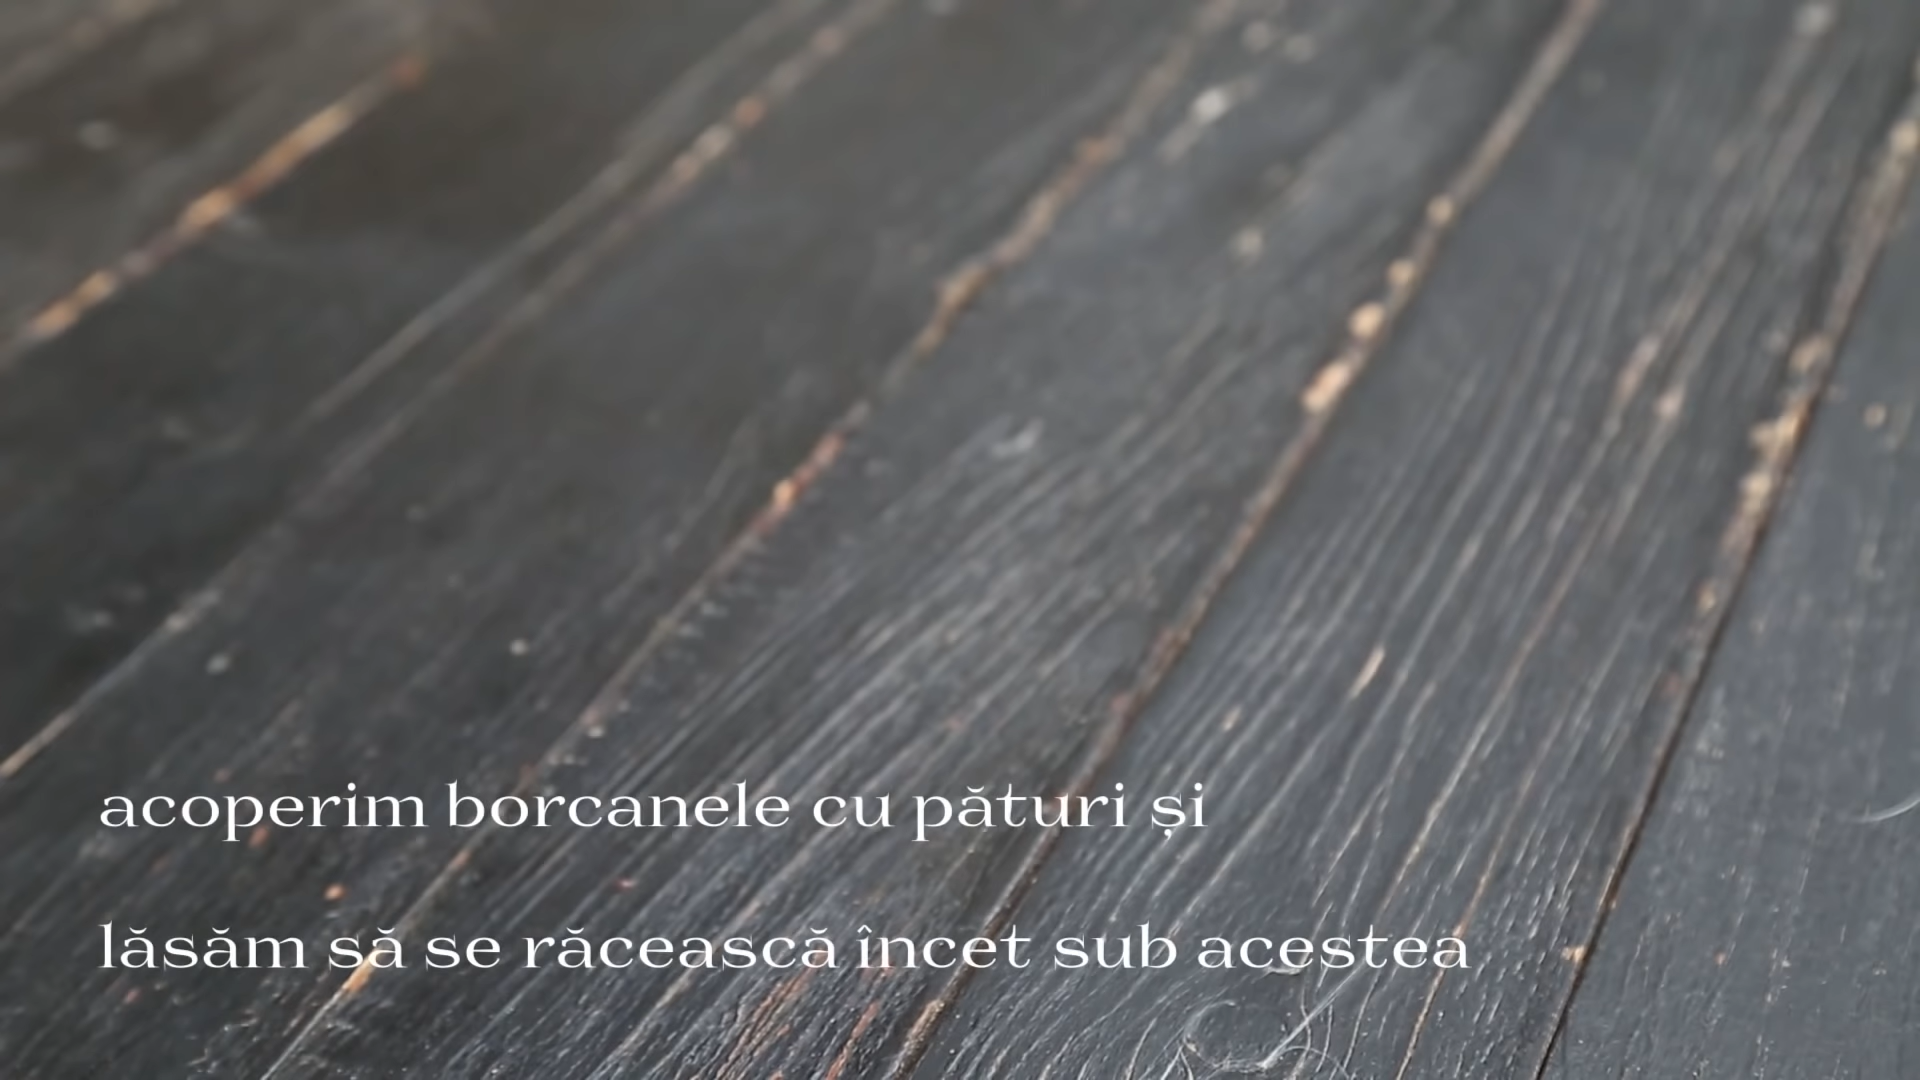 acoperim borcanele cu pături și
lăsăm să se răcească încet sub acestea